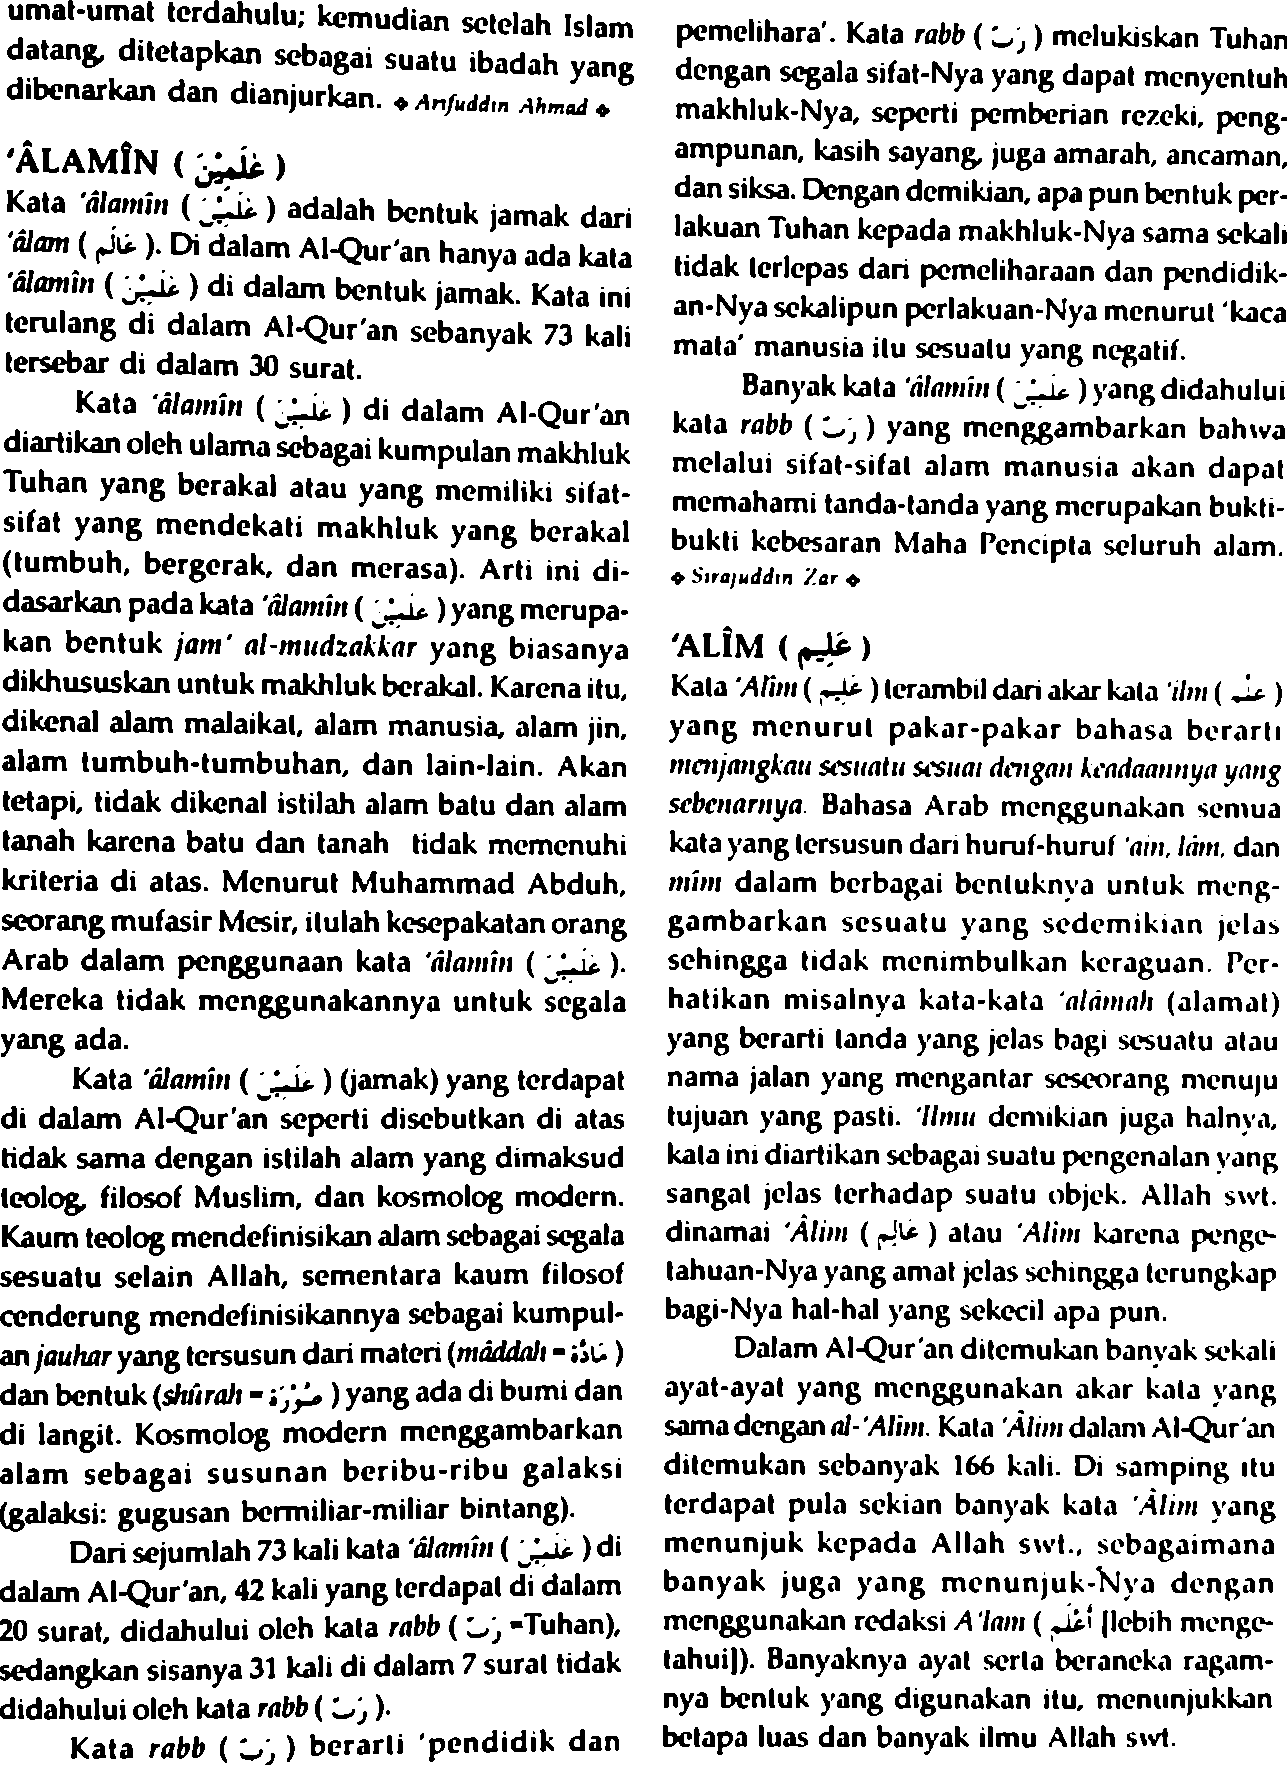 umat-umat terdahulu; kemudian setelah Islam
datang, ditetapkan sebagai suatu ibadah yang
dibenarkan dan dianjurkan. ✦ Arifuddin Ahmad ✦
'ÂLAMÎN ( عٰلَمِيْنَ )
Kata 'âlamîn ( عٰلَمِيْنَ ) adalah bentuk jamak dari
'âlam ( عَالَم ). Di dalam Al-Qur'an hanya ada kata
'âlamîn ( عٰلَمِيْنَ ) di dalam bentuk jamak. Kata ini
terulang di dalam Al-Qur'an sebanyak 73 kali
tersebar di dalam 30 surat.
Kata 'âlamîn ( عٰلَمِيْنَ ) di dalam Al-Qur'an
diartikan oleh ulama sebagai kumpulan makhluk
Tuhan yang berakal atau yang memiliki sifat-
sifat yang mendekati makhluk yang berakal
(tumbuh, bergerak, dan merasa). Arti ini di-
dasarkan pada kata 'âlamîn ( عٰلَمِيْنَ ) yang merupa-
kan bentuk jam' al-mudzakkar yang biasanya
dikhususkan untuk makhluk berakal. Karena itu,
dikenal alam malaikat, alam manusia, alam jin,
alam tumbuh-tumbuhan, dan lain-lain. Akan
tetapi, tidak dikenal istilah alam batu dan alam
tanah karena batu dan tanah tidak memenuhi
kriteria di atas. Menurut Muhammad Abduh,
seorang mufasir Mesir, itulah kesepakatan orang
Arab dalam penggunaan kata 'âlamîn ( عٰلَمِيْنَ ).
Mereka tidak menggunakannya untuk segala
yang ada.
Kata 'âlamîn ( عٰلَمِيْنَ ) (jamak) yang terdapat
di dalam Al-Qur'an seperti disebutkan di atas
tidak sama dengan istilah alam yang dimaksud
teolog, filosof Muslim, dan kosmolog modern.
Kaum teolog mendefinisikan alam sebagai segala
sesuatu selain Allah, sementara kaum filosof
cenderung mendefinisikannya sebagai kumpul-
an jauhar yang tersusun dari materi (mâddah = مَادَّة )
dan bentuk (shûrah = صُوْرَة ) yang ada di bumi dan
di langit. Kosmolog modern menggambarkan
alam sebagai susunan beribu-ribu galaksi
(galaksi: gugusan bermiliar-miliar bintang).
Dari sejumlah 73 kali kata 'âlamîn ( عٰلَمِيْنَ ) di
dalam Al-Qur'an, 42 kali yang terdapat di dalam
20 surat, didahului oleh kata rabb ( رَبّ =Tuhan),
sedangkan sisanya 31 kali di dalam 7 surat tidak
didahului oleh kata rabb ( رَبّ ).
Kata rabb ( رَبّ ) berarti 'pendidik dan
pemelihara'. Kata rabb ( رَبّ ) melukiskan Tuhan
dengan segala sifat-Nya yang dapat menyentuh
makhluk-Nya, seperti pemberian rezeki, peng-
ampunan, kasih sayang, juga amarah, ancaman,
dan siksa. Dengan demikian, apa pun bentuk per-
lakuan Tuhan kepada makhluk-Nya sama sekali
tidak terlepas dari pemeliharaan dan pendidik-
an-Nya sekalipun perlakuan-Nya menurut 'kaca
mata' manusia itu sesuatu yang negatif.
Banyak kata 'âlamîn ( عٰلَمِيْنَ ) yang didahului
kata rabb ( رَبّ ) yang menggambarkan bahwa
melalui sifat-sifat alam manusia akan dapat
memahami tanda-tanda yang merupakan bukti-
bukti kebesaran Maha Pencipta seluruh alam.
✦ Sirajuddin Zar ✦
'ALÎM ( عَلِيْم )
Kata 'Alîm ( عَلِيْم ) terambil dari akar kata 'ilm ( عِلْم )
yang menurut pakar-pakar bahasa berarti
menjangkau sesuatu sesuai dengan keadaannya yang
sebenarnya. Bahasa Arab menggunakan semua
kata yang tersusun dari huruf-huruf 'ain, lâm, dan
mîm dalam berbagai bentuknya untuk meng-
gambarkan sesuatu yang sedemikian jelas
sehingga tidak menimbulkan keraguan. Per-
hatikan misalnya kata-kata 'alâmah (alamat)
yang berarti tanda yang jelas bagi sesuatu atau
nama jalan yang mengantar seseorang menuju
tujuan yang pasti. 'Ilmu demikian juga halnya,
kata ini diartikan sebagai suatu pengenalan yang
sangat jelas terhadap suatu objek. Allah swt.
dinamai 'Âlim ( عَالِم ) atau 'Alîm karena penge-
tahuan-Nya yang amat jelas sehingga terungkap
bagi-Nya hal-hal yang sekecil apa pun.
Dalam Al-Qur'an ditemukan banyak sekali
ayat-ayat yang menggunakan akar kata yang
sama dengan al-'Alîm. Kata 'Âlim dalam Al-Qur'an
ditemukan sebanyak 166 kali. Di samping itu
terdapat pula sekian banyak kata 'Âlim yang
menunjuk kepada Allah swt., sebagaimana
banyak juga yang menunjuk-Nya dengan
menggunakan redaksi A'lam ( أَعْلَم [lebih menge-
tahui]). Banyaknya ayat serta beraneka ragam-
nya bentuk yang digunakan itu, menunjukkan
betapa luas dan banyak ilmu Allah swt.